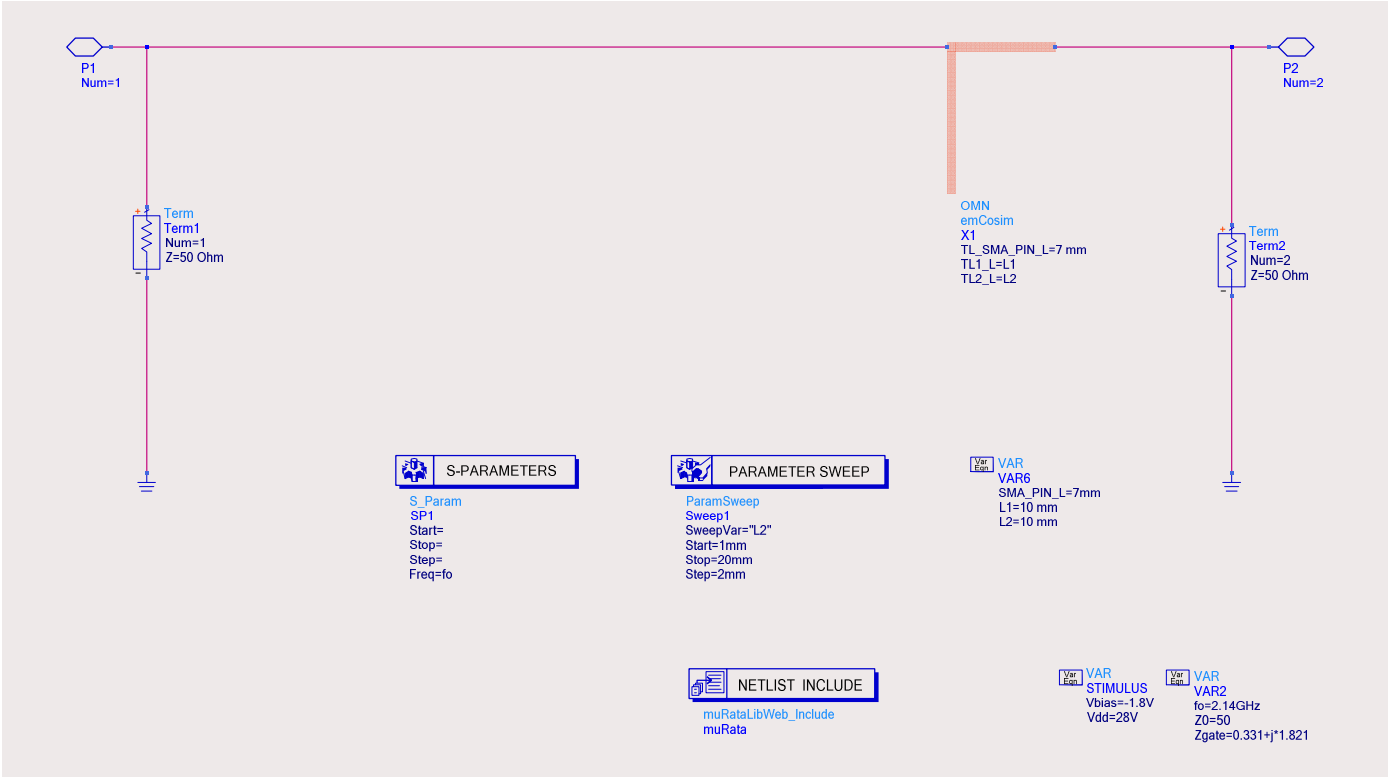 P1
Num=1
P2
Num=2
+
Term
Term1
Num=1
Z=50 Ohm
-
OMN
emCosim
X1
TL_SMA_PIN_L=7 mm
TL1_L=L1
TL2_L=L2
+
Term
Term2
Num=2
Z=50 Ohm
-
S-PARAMETERS
S_Param
SP1
Start=
Stop=
Step=
Freq=fo
PARAMETER SWEEP
ParamSweep
Sweep1
SweepVar="L2"
Start=1mm
Stop=20mm
Step=2mm
Var
Eqn
VAR
VAR6
SMA_PIN_L=7mm
L1=10 mm
L2=10 mm
NETLIST INCLUDE
muRataLibWeb_Include
muRata
Var
Eqn
VAR
STIMULUS
Vbias=-1.8V
Vdd=28V
Var
Eqn
VAR
VAR2
fo=2.14GHz
Z0=50
Zgate=0.331+j*1.821